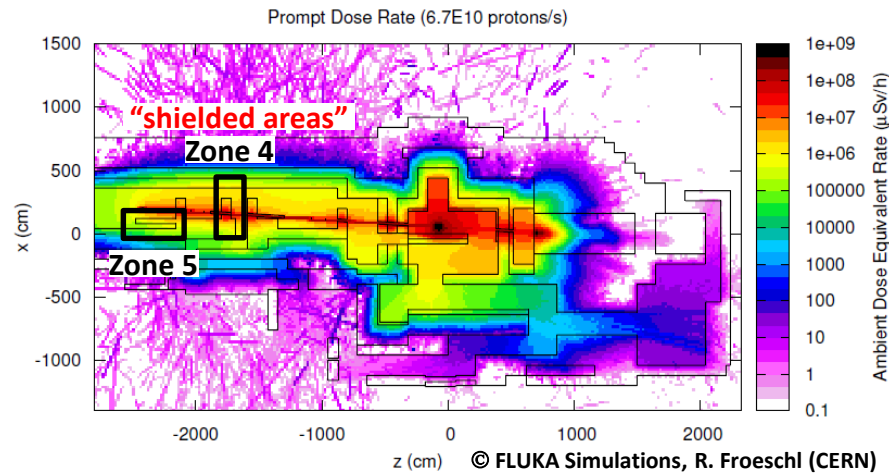 Prompt Dose Rate (6.7E10 protons/s)
1500
1000
500
0
-500
-1000
x (cm)
“shielded areas”
Zone 4
Zone 5
-2000
-1000
0
1000
2000
z (cm)
© FLUKA Simulations, R. Froeschl (CERN)
1e+09
1e+08
1e+07
1e+06
100000
10000
1000
100
10
1
0.1
Ambient Dose Equivalent Rate (µSv/h)